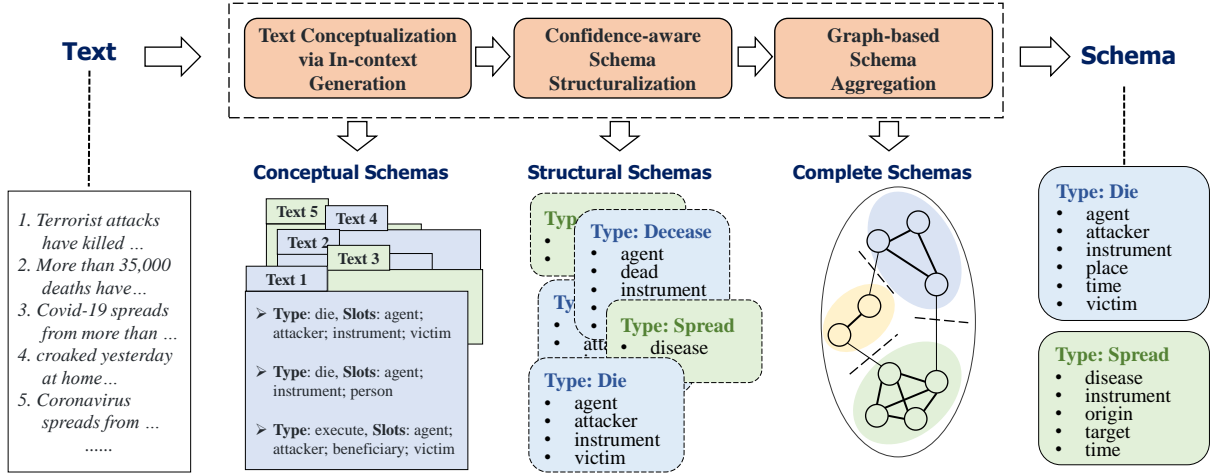 Text
Text Conceptualization
via In-context
Generation
Confidence-aware
Schema
Structuralization
Graph-based
Schema
Aggregation
Schema
1. Terrorist attacks
have killed ...
2. More than 35,000
deaths have...
3. Covid-19 spreads
from more than ...
4. croaked yesterday
at home...
5. Coronavirus
spreads from ...
......
Conceptual Schemas
Text 5
Text 4
Text 2
Text 3
Text 1
➢ Type: die, Slots: agent;
attacker; instrument; victim
➢ Type: die, Slots: agent;
instrument; person
➢ Type: execute, Slots: agent;
attacker; beneficiary; victim
Structural Schemas
Type: Decease
• agent
• dead
• instrument
Type: Spread
• disease
Type: Die
• agent
• attacker
• instrument
• victim
Complete Schemas
Type: Die
• agent
• attacker
• instrument
• place
• time
• victim
Type: Spread
• disease
• instrument
• origin
• target
• time